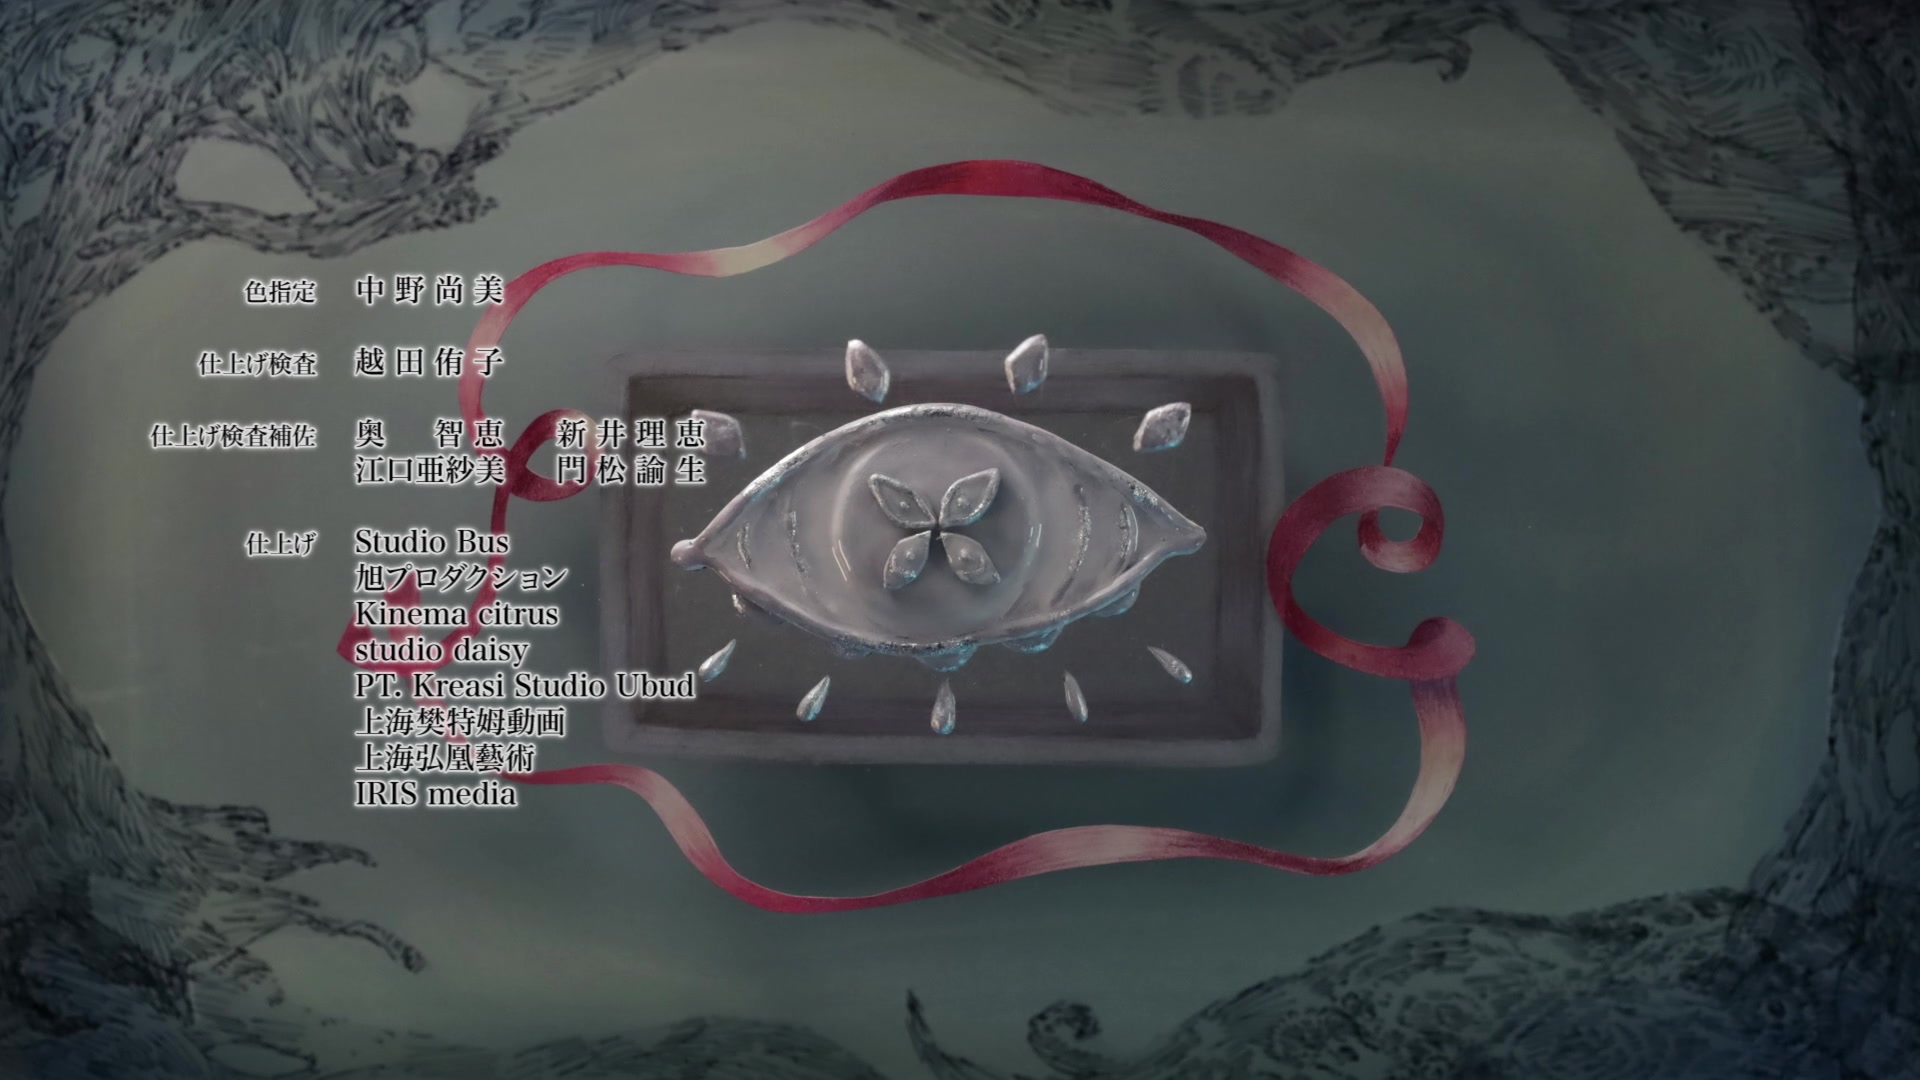 色指定 中野尚美
仕上げ検査 越田侑子
仕上げ検査補佐 奥 智恵 新井理恵
江口亜紗美 門松諭生
仕上げ Studio Bus
旭プロダクション
Kinema citrus
studio daisy
PT. Kreasi Studio Ubud
上海樊特姆動画
上海弘凰藝術
IRIS media